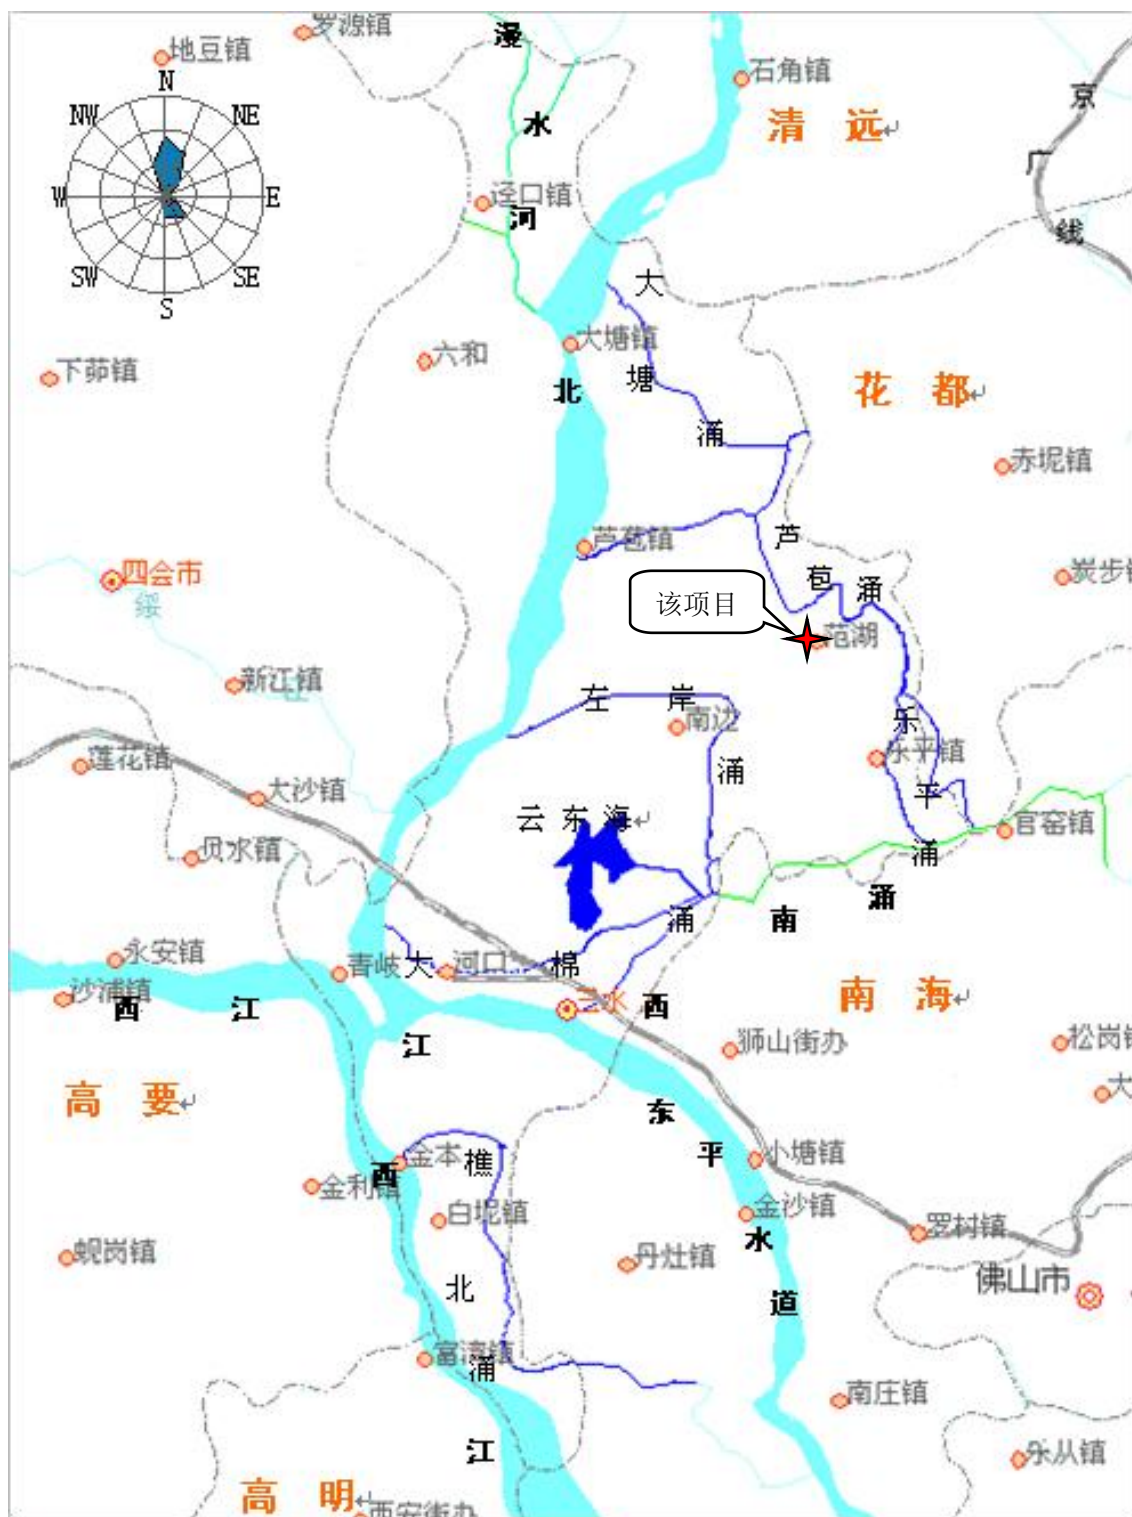 罗源镇
漫
地豆镇
石角镇
N
京
NW
NE
清 远
水
广
W
E
迳口镇
河
线
SW
SE
大
S
大塘镇
六和
下茆镇
塘
北
花 都
涌
赤坭镇
芦
芦苞镇
四会市
苞
涌
炭步
绥
该项目
范湖
新江镇
江
左 岸
南边
乐
莲花镇
乐平镇
涌
大沙镇
平
云东海
官窑镇
贝水镇
涌
涌
涌
南
永安镇
青岐
大
河口
棉
沙浦镇
西
江
三水
西
南 海
江
狮山街办
松岗
高 要
大
东
平
小塘镇
金本
樵
西
金利镇
白坭镇
金沙镇
罗村镇
水
蚬岗镇
丹灶镇
佛山市
北
道
富湾镇
涌
南庄镇
江
乐从镇
高 明
西安街办